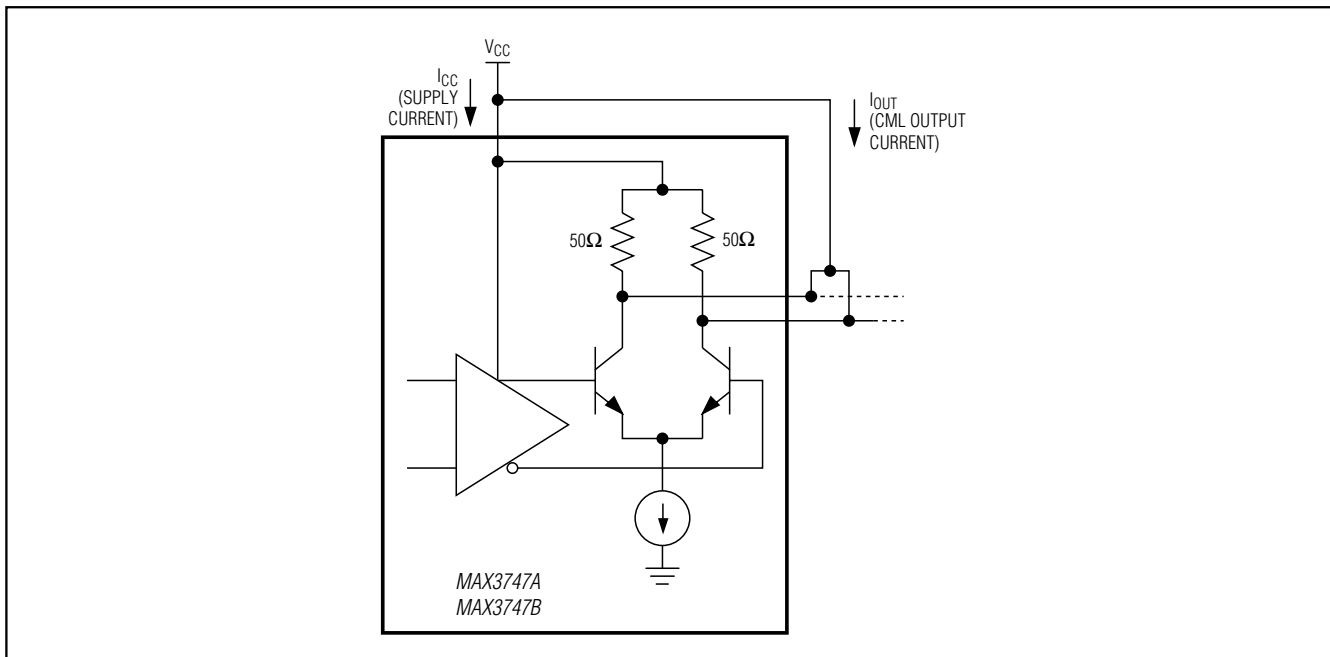 VCC
ICC
(SUPPLY
CURRENT)
IOUT
(CML OUTPUT
CURRENT)
50Ω
50Ω
MAX3747A
MAX3747B